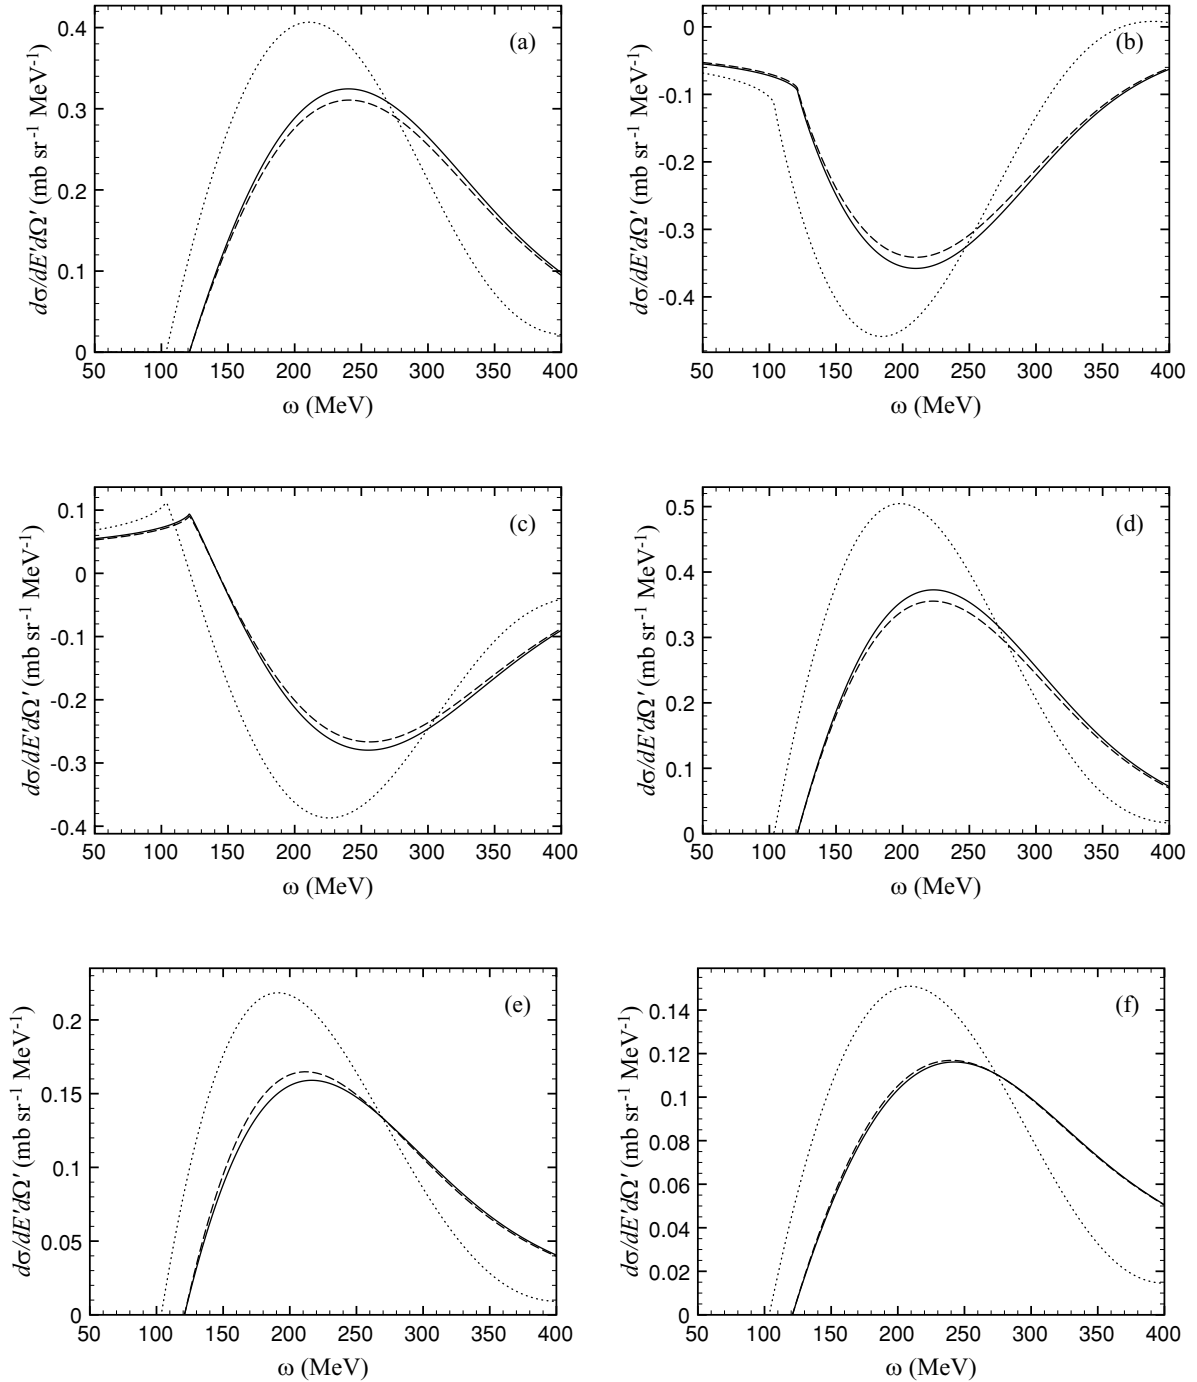 0.4
0.3
0.2
0.1
0
dσ/dE′dΩ′ (mb sr-1 MeV-1)
(a)
50 100 150 200 250 300 350 400
ω (MeV)
0
-0.1
-0.2
-0.3
-0.4
dσ/dE′dΩ′ (mb sr-1 MeV-1)
(b)
50 100 150 200 250 300 350 400
ω (MeV)
0.1
0
-0.1
-0.2
-0.3
-0.4
dσ/dE′dΩ′ (mb sr-1 MeV-1)
(c)
50 100 150 200 250 300 350 400
ω (MeV)
0.5
0.4
0.3
0.2
0.1
0
dσ/dE′dΩ′ (mb sr-1 MeV-1)
(d)
50 100 150 200 250 300 350 400
ω (MeV)
0.2
0.15
0.1
0.05
0
dσ/dE′dΩ′ (mb sr-1 MeV-1)
(e)
50 100 150 200 250 300 350 400
ω (MeV)
0.14
0.12
0.1
0.08
0.06
0.04
0.02
0
dσ/dE′dΩ′ (mb sr-1 MeV-1)
(f)
50 100 150 200 250 300 350 400
ω (MeV)